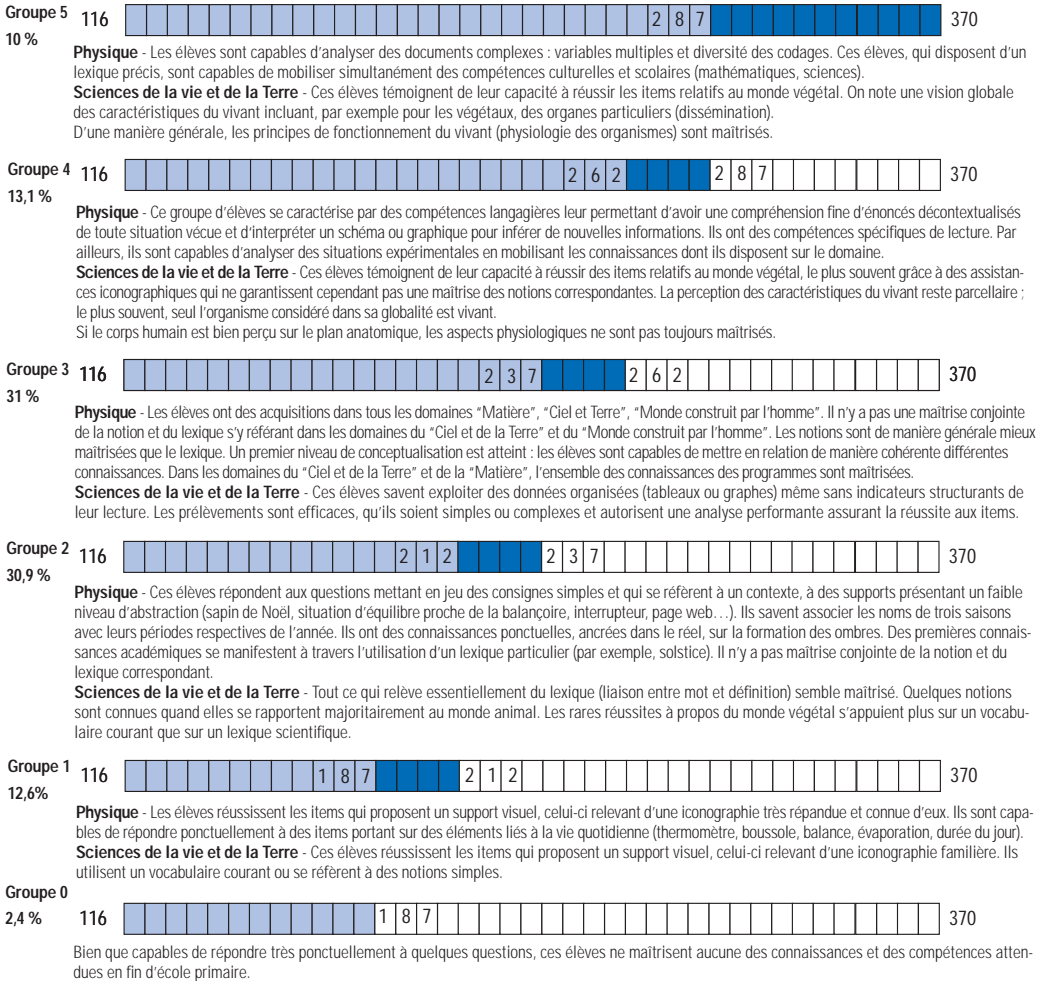 Groupe 5 116 2 8 7 370
10 %
Physique - Les élèves sont capables d'analyser des documents complexes : variables multiples et diversité des codages. Ces élèves, qui disposent d'un
lexique précis, sont capables de mobiliser simultanément des compétences culturelles et scolaires (mathématiques, sciences).
Sciences de la vie et de la Terre - Ces élèves témoignent de leur capacité à réussir les items relatifs au monde végétal. On note une vision globale
des caractéristiques du vivant incluant, par exemple pour les végétaux, des organes particuliers (dissémination).
D'une manière générale, les principes de fonctionnement du vivant (physiologie des organismes) sont maîtrisés.
Groupe 4 116 2 6 2 2 8 7 370
13,1 %
Physique - Ce groupe d'élèves se caractérise par des compétences langagières leur permettant d'avoir une compréhension fine d'énoncés décontextualisés
de toute situation vécue et d'interpréter un schéma ou graphique pour inférer de nouvelles informations. Ils ont des compétences spécifiques de lecture. Par
ailleurs, ils sont capables d'analyser des situations expérimentales en mobilisant les connaissances dont ils disposent sur le domaine.
Sciences de la vie et de la Terre - Ces élèves témoignent de leur capacité à réussir des items relatifs au monde végétal, le plus souvent grâce à des assistan-
ces iconographiques qui ne garantissent cependant pas une maîtrise des notions correspondantes. La perception des caractéristiques du vivant reste parcellaire ;
le plus souvent, seul l'organisme considéré dans sa globalité est vivant.
Si le corps humain est bien perçu sur le plan anatomique, les aspects physiologiques ne sont pas toujours maîtrisés.
Groupe 3 116 2 3 7 2 6 2 370
31 %
Physique - Les élèves ont des acquisitions dans tous les domaines "Matière", "Ciel et Terre", "Monde construit par l'homme". Il n'y a pas une maîtrise conjointe
de la notion et du lexique s'y référant dans les domaines du "Ciel et de la Terre" et du "Monde construit par l'homme". Les notions sont de manière générale mieux
maîtrisées que le lexique. Un premier niveau de conceptualisation est atteint : les élèves sont capables de mettre en relation de manière cohérente différentes
connaissances. Dans les domaines du "Ciel et de la Terre" et de la "Matière", l'ensemble des connaissances des programmes sont maîtrisées.
Sciences de la vie et de la Terre - Ces élèves savent exploiter des données organisées (tableaux ou graphes) même sans indicateurs structurants de
leur lecture. Les prélèvements sont efficaces, qu'ils soient simples ou complexes et autorisent une analyse performante assurant la réussite aux items.
Groupe 2 116 2 1 2 2 3 7 370
30,9 %
Physique - Ces élèves répondent aux questions mettant en jeu des consignes simples et qui se réfèrent à un contexte, à des supports présentant un faible
niveau d'abstraction (sapin de Noël, situation d'équilibre proche de la balançoire, interrupteur, page web…). Ils savent associer les noms de trois saisons
avec leurs périodes respectives de l'année. Ils ont des connaissances ponctuelles, ancrées dans le réel, sur la formation des ombres. Des premières connais-
sances académiques se manifestent à travers l'utilisation d'un lexique particulier (par exemple, solstice). Il n'y a pas maîtrise conjointe de la notion et du
lexique correspondant.
Sciences de la vie et de la Terre - Tout ce qui relève essentiellement du lexique (liaison entre mot et définition) semble maîtrisé. Quelques notions
sont connues quand elles se rapportent majoritairement au monde animal. Les rares réussites à propos du monde végétal s'appuient plus sur un vocabu-
laire courant que sur un lexique scientifique.
Groupe 1 116 1 8 7 2 1 2 370
12,6%
Physique - Les élèves réussissent les items qui proposent un support visuel, celui-ci relevant d'une iconographie très répandue et connue d'eux. Ils sont capa-
bles de répondre ponctuellement à des items portant sur des éléments liés à la vie quotidienne (thermomètre, boussole, balance, évaporation, durée du jour).
Sciences de la vie et de la Terre - Ces élèves réussissent les items qui proposent un support visuel, celui-ci relevant d'une iconographie familière. Ils
utilisent un vocabulaire courant ou se réfèrent à des notions simples.
Groupe 0
2,4 % 116 1 8 7 370
Bien que capables de répondre très ponctuellement à quelques questions, ces élèves ne maîtrisent aucune des connaissances et des compétences atten-
dues en fin d'école primaire.